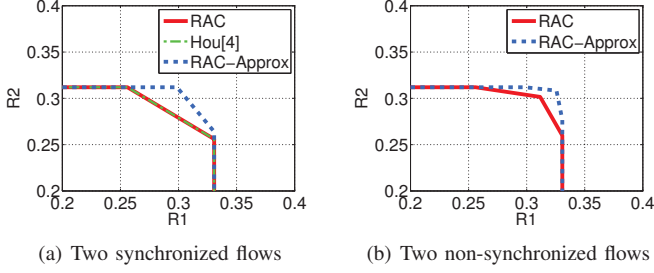 0.4
0.35
0.3
0.25
0.2
R2
RAC
Hou[4]
RAC-Approx
0.2 0.25 0.3 0.35 0.4
R1
(a) Two synchronized flows
0.4
0.35
0.3
0.25
0.2
R2
RAC
RAC-Approx
0.2 0.25 0.3 0.35 0.4
R1
(b) Two non-synchronized flows